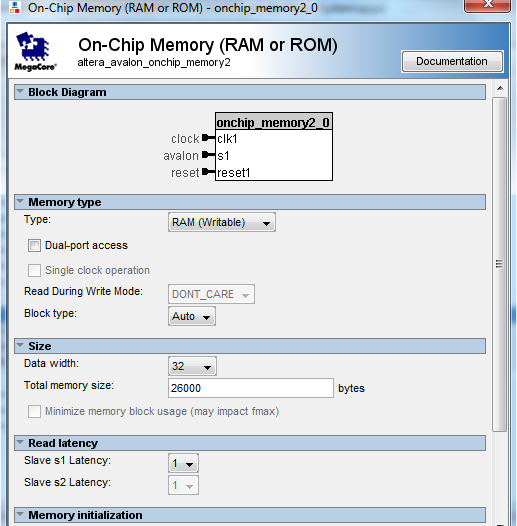 On-Chip Memory (RAM or ROM) - onchip_memory2_0
MegaCore®
On-Chip Memory (RAM or ROM)
altera_avalon_onchip_memory2
Documentation
Block Diagram
onchip_memory2_0
clock clk1
avalon s1
reset reset1
Memory type
Type: RAM (Writable)
Dual-port access
Single clock operation
Read During Write Mode: DONT_CARE
Block type: Auto
Size
Data width: 32
Total memory size: 26000 bytes
Minimize memory block usage (may impact fmax)
Read latency
Slave s1 Latency: 1
Slave s2 Latency: 1
Memory initialization